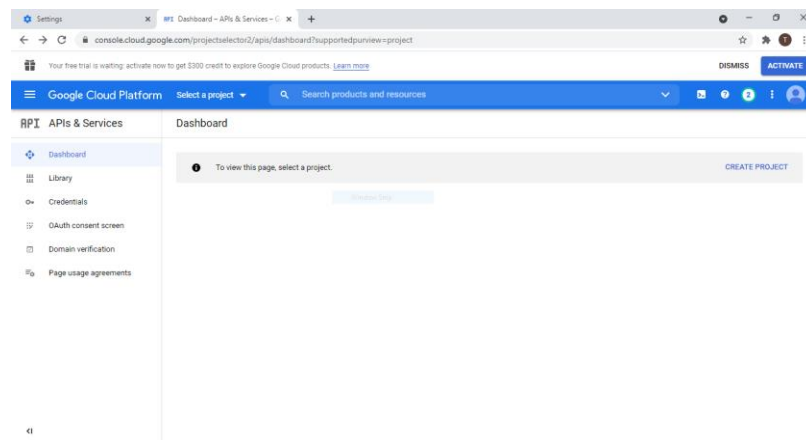 Settings
API Dashboard – APIs & Services – G
console.cloud.google.com/projectselector2/apis/dashboard?supportedpurview=project
T
Your free trial is waiting: activate now to get $300 credit to explore Google Cloud products. Learn more
DISMISS
ACTIVATE
Google Cloud Platform
Select a project
Search products and resources
2
API APIs & Services
Dashboard
Dashboard
Library
Credentials
OAuth consent screen
Domain verification
Page usage agreements
To view this page, select a project.
CREATE PROJECT